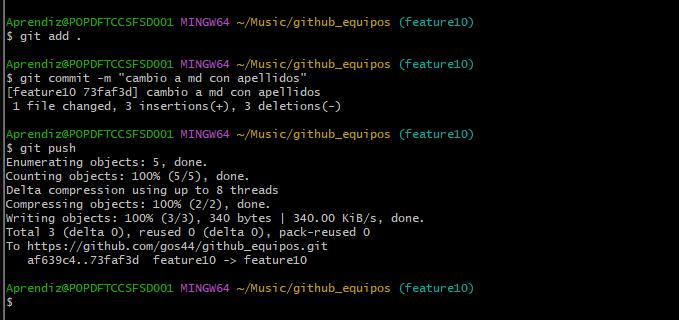 Aprendiz@POPDFTCCSFSD001 MINGW64 ~/Music/github_equipos (feature10)
$ git add .
Aprendiz@POPDFTCCSFSD001 MINGW64 ~/Music/github_equipos (feature10)
$ git commit -m "cambio a md con apellidos"
[feature10 73faf3d] cambio a md con apellidos
 1 file changed, 3 insertions(+), 3 deletions(-)
Aprendiz@POPDFTCCSFSD001 MINGW64 ~/Music/github_equipos (feature10)
$ git push
Enumerating objects: 5, done.
Counting objects: 100% (5/5), done.
Delta compression using up to 8 threads
Compressing objects: 100% (2/2), done.
Writing objects: 100% (3/3), 340 bytes | 340.00 KiB/s, done.
Total 3 (delta 0), reused 0 (delta 0), pack-reused 0
To https://github.com/gos44/github_equipos.git
   af639c4..73faf3d  feature10 -> feature10
Aprendiz@POPDFTCCSFSD001 MINGW64 ~/Music/github_equipos (feature10)
$